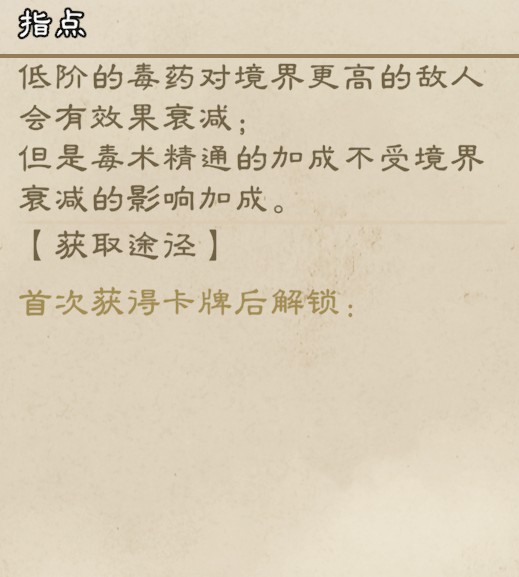 指点
低阶的毒药对境界更高的敌人
会有效果衰减；
但是毒术精通的加成不受境界
衰减的影响加成。
【获取途径】
首次获得卡牌后解锁：